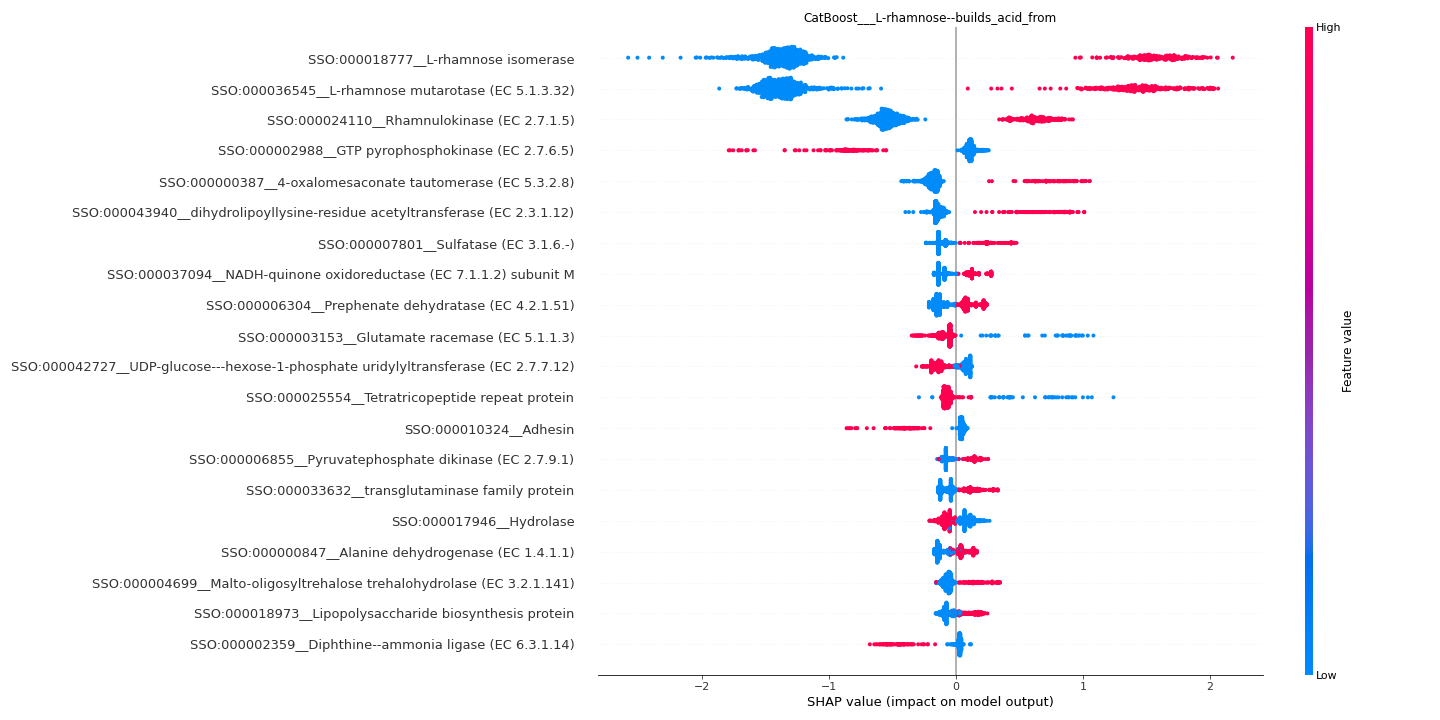 CatBoost___L-rhamnose--builds_acid_from
High
SSO:000018777__L-rhamnose isomerase
SSO:000036545__L-rhamnose mutarotase (EC 5.1.3.32)
SSO:000024110__Rhamnulokinase (EC 2.7.1.5)
SSO:000002988__GTP pyrophosphokinase (EC 2.7.6.5)
SSO:000000387__4-oxalomesaconate tautomerase (EC 5.3.2.8)
SSO:000043940__dihydrolipoyllysine-residue acetyltransferase (EC 2.3.1.12)
SSO:000007801__Sulfatase (EC 3.1.6.-)
SSO:000037094__NADH-quinone oxidoreductase (EC 7.1.1.2) subunit M
SSO:000006304__Prephenate dehydratase (EC 4.2.1.51)
SSO:000003153__Glutamate racemase (EC 5.1.1.3)
SSO:000042727__UDP-glucose---hexose-1-phosphate uridylyltransferase (EC 2.7.7.12)
SSO:000025554__Tetratricopeptide repeat protein
SSO:000010324__Adhesin
SSO:000006855__Pyruvatephosphate dikinase (EC 2.7.9.1)
SSO:000033632__transglutaminase family protein
SSO:000017946__Hydrolase
SSO:000000847__Alanine dehydrogenase (EC 1.4.1.1)
SSO:000004699__Malto-oligosyltrehalose trehalohydrolase (EC 3.2.1.141)
SSO:000018973__Lipopolysaccharide biosynthesis protein
SSO:000002359__Diphthine--ammonia ligase (EC 6.3.1.14)
Feature value
Low
−2 −1 0 1 2
SHAP value (impact on model output)